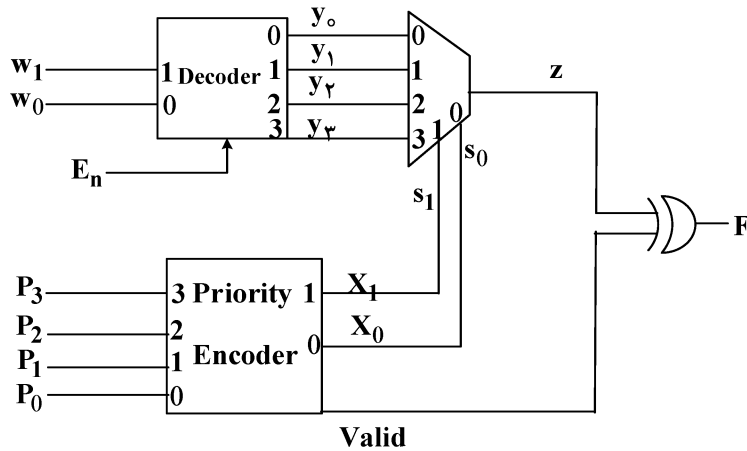 y₀
0
0
w₁
1 Decoder 1
y₁
1
z
w₀
0
2
y₂
2
0
3
y₃
3
1
Eₙ
s₀
s₁
F
P₃
3 Priority 1
X₁
P₂
2
X₀
P₁
1 Encoder 0
P₀
0
Valid